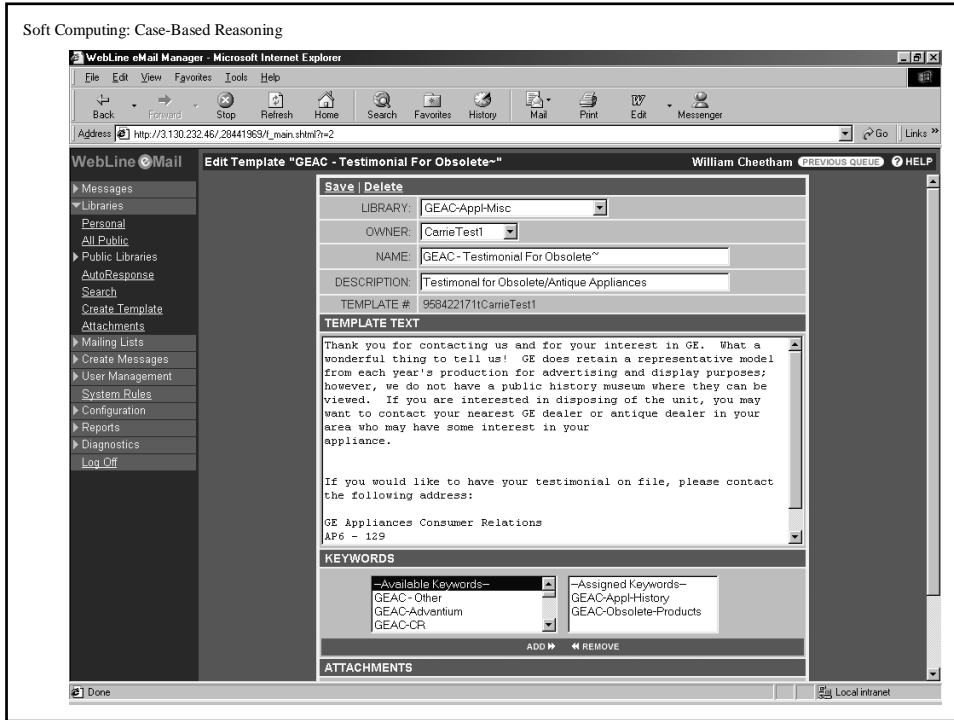 Soft Computing: Case-Based Reasoning
WebLine eMail Manager - Microsoft Internet Explorer
File Edit View Favorites Tools Help
Back Forward Stop Refresh Home Search Favorites History Mail Print Edit Messenger
Address http://3.130.232.46/,28441969/f_main.shtml?r=2 Go Links »
WebLine eMail
Edit Template "GEAC - Testimonial For Obsolete~" William Cheetham PREVIOUS QUEUE ? HELP
Messages
Libraries
Personal
All Public
Public Libraries
AutoResponse
Search
Create Template
Attachments
Mailing Lists
Create Messages
User Management
System Rules
Configuration
Reports
Diagnostics
Log Off
Save | Delete
LIBRARY: GEAC-Appl-Misc
OWNER: CarrieTest1
NAME: GEAC - Testimonial For Obsolete~
DESCRIPTION: Testimonal for Obsolete/Antique Appliances
TEMPLATE #: 958422171tCarrieTest1
TEMPLATE TEXT
Thank you for contacting us and for your interest in GE. What a
wonderful thing to tell us! GE does retain a representative model
from each year's production for advertising and display purposes;
however, we do not have a public history museum where they can be
viewed. If you are interested in disposing of the unit, you may
want to contact your nearest GE dealer or antique dealer in your
area who may have some interest in your
appliance.
If you would like to have your testimonial on file, please contact
the following address:
GE Appliances Consumer Relations
AP6 - 129
KEYWORDS
--Available Keywords--
GEAC - Other
GEAC-Advantium
GEAC-CR
--Assigned Keywords--
GEAC-Appl-History
GEAC-Obsolete-Products
ADD REMOVE
ATTACHMENTS
Done Local intranet